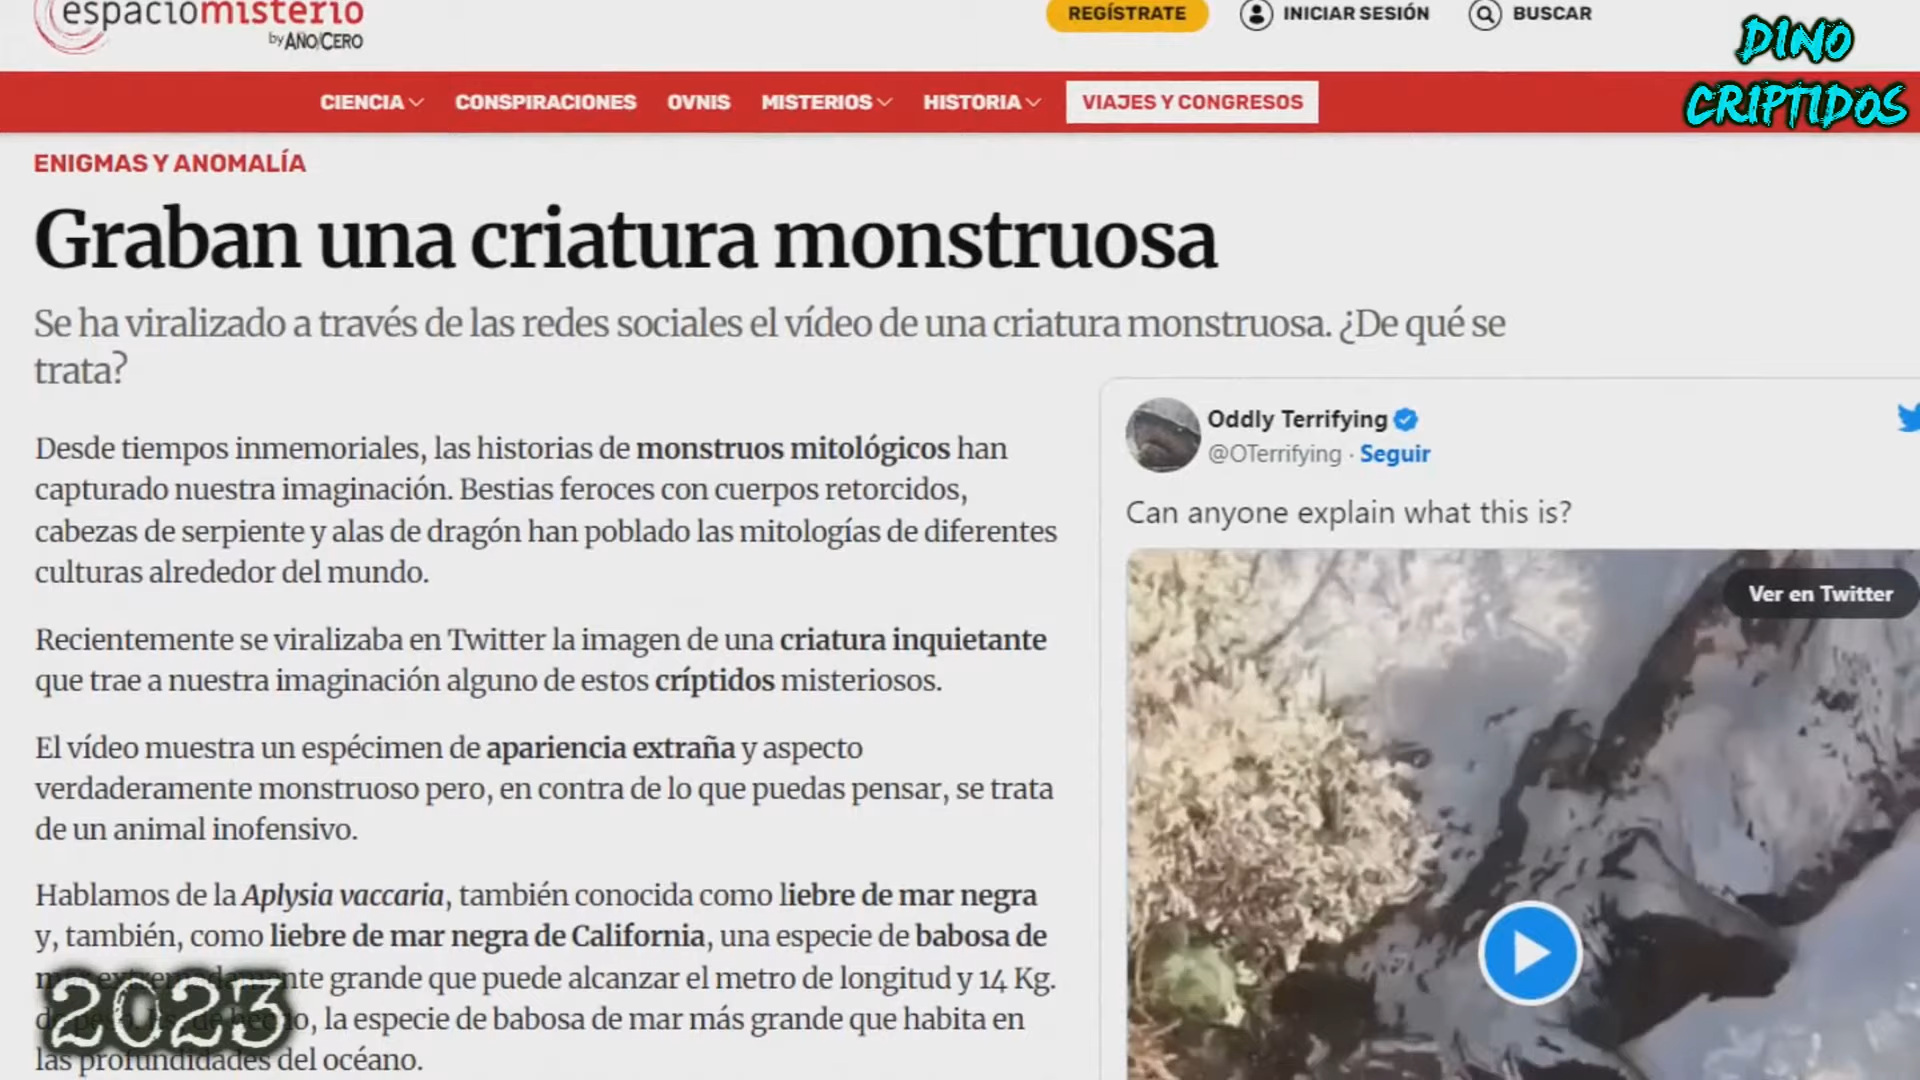 espaciomisterio
by AÑO/CERO
REGÍSTRATE
INICIAR SESIÓN
BUSCAR
DINO
CRIPTIDOS
CIENCIA
CONSPIRACIONES
OVNIS
MISTERIOS
HISTORIA
VIAJES Y CONGRESOS
ENIGMAS Y ANOMALÍA
Graban una criatura monstruosa
Se ha viralizado a través de las redes sociales el vídeo de una criatura monstruosa. ¿De qué se
trata?
Desde tiempos inmemoriales, las historias de monstruos mitológicos han
capturado nuestra imaginación. Bestias feroces con cuerpos retorcidos,
cabezas de serpiente y alas de dragón han poblado las mitologías de diferentes
culturas alrededor del mundo.
Recientemente se viralizaba en Twitter la imagen de una criatura inquietante
que trae a nuestra imaginación alguno de estos críptidos misteriosos.
El vídeo muestra un espécimen de apariencia extraña y aspecto
verdaderamente monstruoso pero, en contra de lo que puedas pensar, se trata
de un animal inofensivo.
Hablamos de la Aplysia vaccaria, también conocida como liebre de mar negra
y, también, como liebre de mar negra de California, una especie de babosa de
grande que puede alcanzar el metro de longitud y 14 Kg.
la especie de babosa de mar más grande que habita en
las profundidades del océano.
2023
Oddly Terrifying
@OTerrifying · Seguir
Can anyone explain what this is?
Ver en Twitter